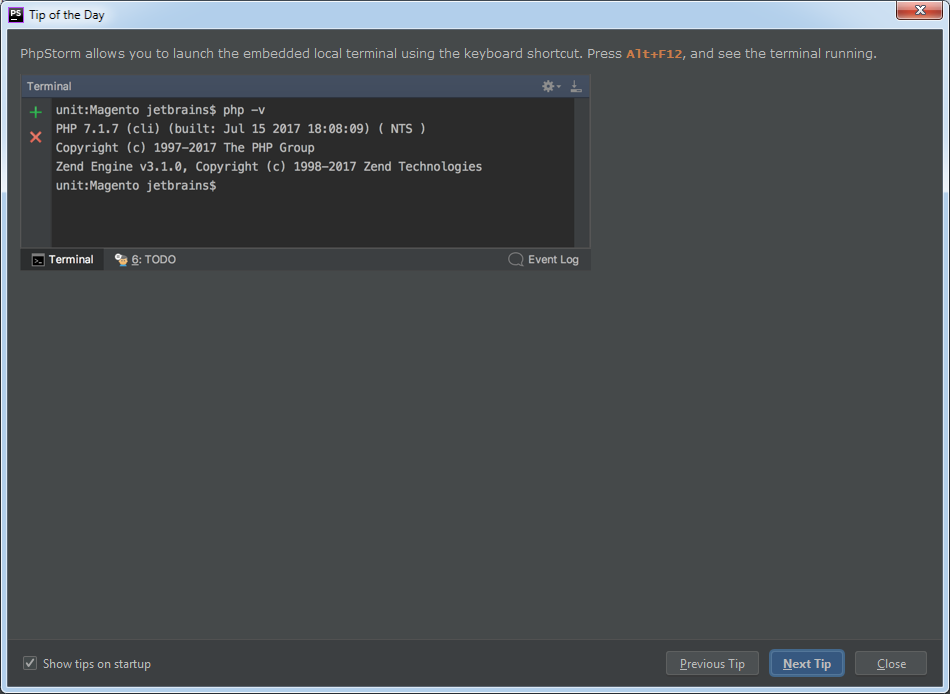 PS Tip of the Day
PhpStorm allows you to launch the embedded local terminal using the keyboard shortcut. Press Alt+F12, and see the terminal running.
Terminal
unit:Magento jetbrains$ php -v
PHP 7.1.7 (cli) (built: Jul 15 2017 18:08:09) ( NTS )
Copyright (c) 1997-2017 The PHP Group
Zend Engine v3.1.0, Copyright (c) 1998-2017 Zend Technologies
unit:Magento jetbrains$
Terminal 6: TODO Event Log
Show tips on startup Previous Tip Next Tip Close